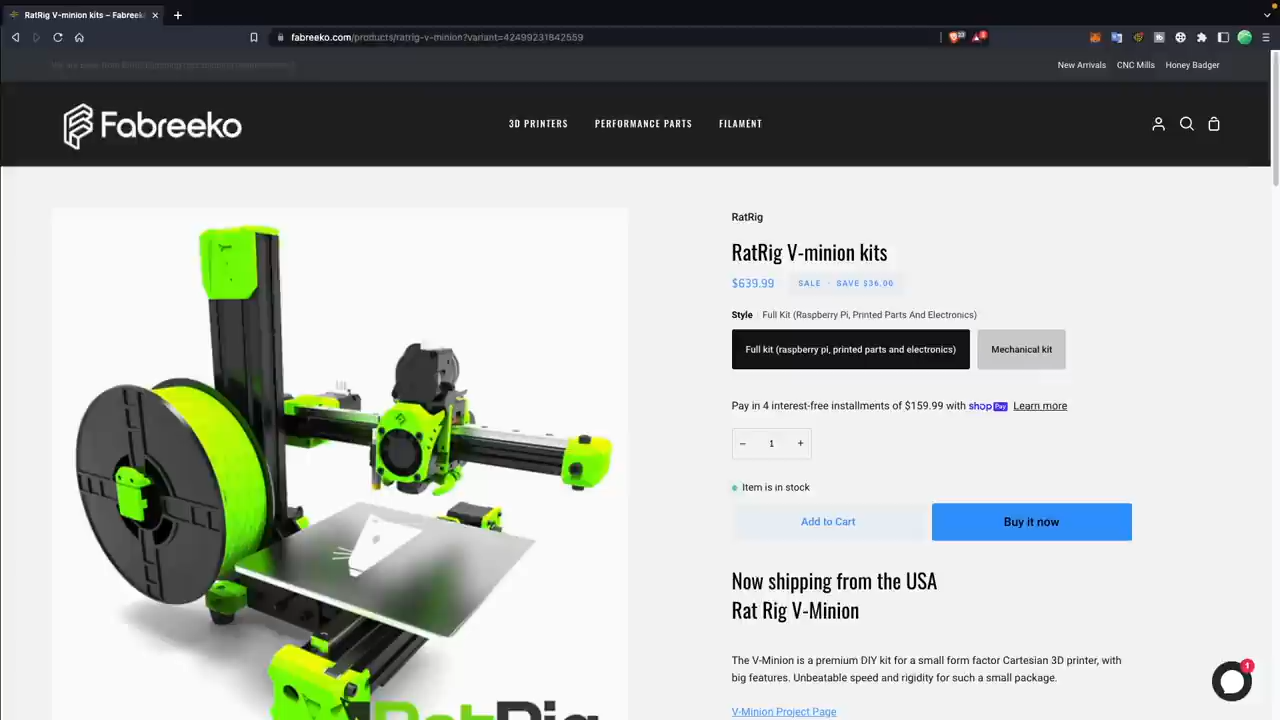 RatRig V-minion kits – Fabreek
fabreeko.com/products/ratrig-v-minion?variant=42499231842559
New Arrivals
CNC Mills
Honey Badger
Fabreeko
3D PRINTERS
PERFORMANCE PARTS
FILAMENT
RatRig
RatRig V-minion kits
$639.99
SALE · SAVE $36.00
Style Full Kit (Raspberry Pi, Printed Parts And Electronics)
Full kit (raspberry pi, printed parts and electronics)
Mechanical kit
Pay in 4 interest-free installments of $159.99 with shop Pay Learn more
− 1 +
Item is in stock
Add to Cart
Buy it now
Now shipping from the USA
Rat Rig V-Minion
The V-Minion is a premium DIY kit for a small form factor Cartesian 3D printer, with
big features. Unbeatable speed and rigidity for such a small package.
1
V-Minion Project Page
RatRig